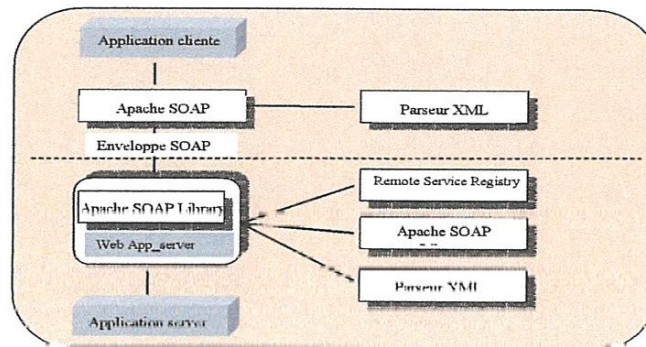 Application cliente
Apache SOAP
Parseur XML
Enveloppe SOAP
Remote Service Registry
Apache SOAP Library
Apache SOAP
Web App_server
Parseur XML
Application server